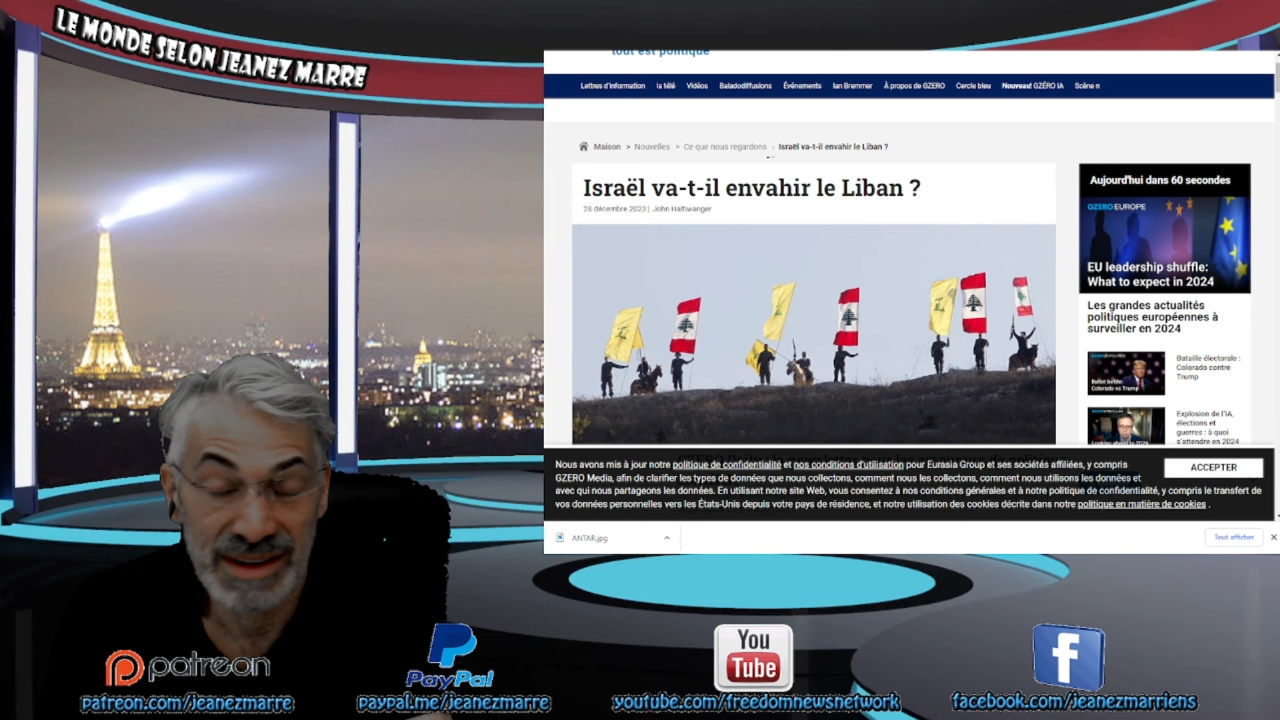 LE MONDE SELON JEANEZ MARRE
tout est politique
Lettres d'information la télé Vidéos Baladodiffusions Événements Ian Bremmer À propos de GZERO Cercle bleu Nouveau! GZÉRO IA Scène n
Maison > Nouvelles > Ce que nous regardons > Israël va-t-il envahir le Liban ?
Israël va-t-il envahir le Liban ?
28 décembre 2023 | John Haltiwanger
Aujourd'hui dans 60 secondes
GZERO EUROPE
EU leadership shuffle:
What to expect in 2024
Les grandes actualités
politiques européennes à
surveiller en 2024
Bataille électorale :
Colorado contre
Trump
Colorado vs Trump
Explosion de l'IA,
élections et
guerres : à quoi
s'attendre en 2024
Nous avons mis à jour notre politique de confidentialité et nos conditions d'utilisation pour Eurasia Group et ses sociétés affiliées, y compris
GZERO Media, afin de clarifier les types de données que nous collectons, comment nous les collectons, comment nous utilisons les données et
avec qui nous partageons les données. En utilisant notre site Web, vous consentez à nos conditions générales et à notre politique de confidentialité, y compris le transfert de
vos données personnelles vers les États-Unis depuis votre pays de résidence, et notre utilisation des cookies décrite dans notre politique en matière de cookies .
ACCEPTER
ANTAR.jpg
Tout afficher
patreon
patreon.com/jeanezmarre
PayPal
paypal.me/jeanezmarre
You
Tube
youtube.com/freedomnewsnetwork
f
facebook.com/jeanezmarriens